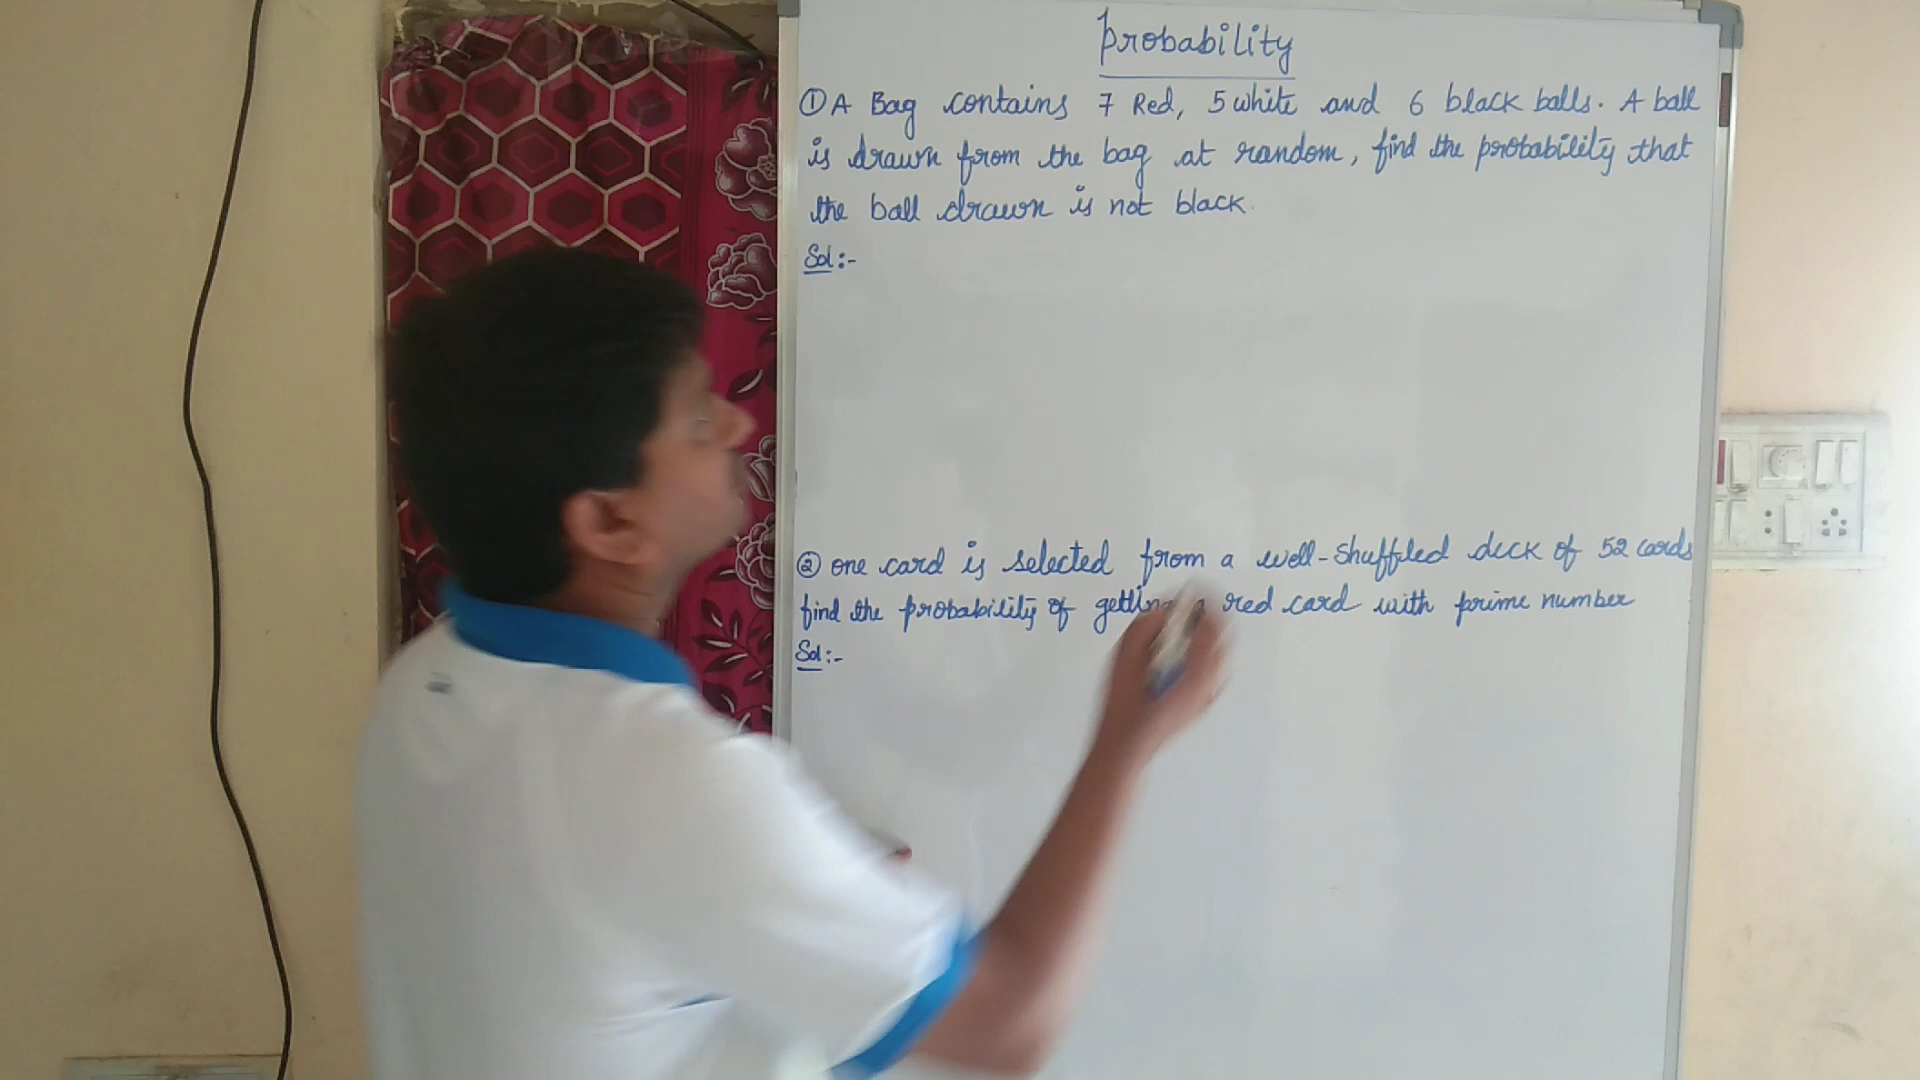 Probability
① A Bag contains 7 Red, 5 white and 6 black balls. A ball
is drawn from the bag at random, find the probability that
the ball drawn is not black.
Sol:-
② one card is selected from a well-shuffled deck of 52 cards
find the probability of getting a red card with prime number
Sol:-